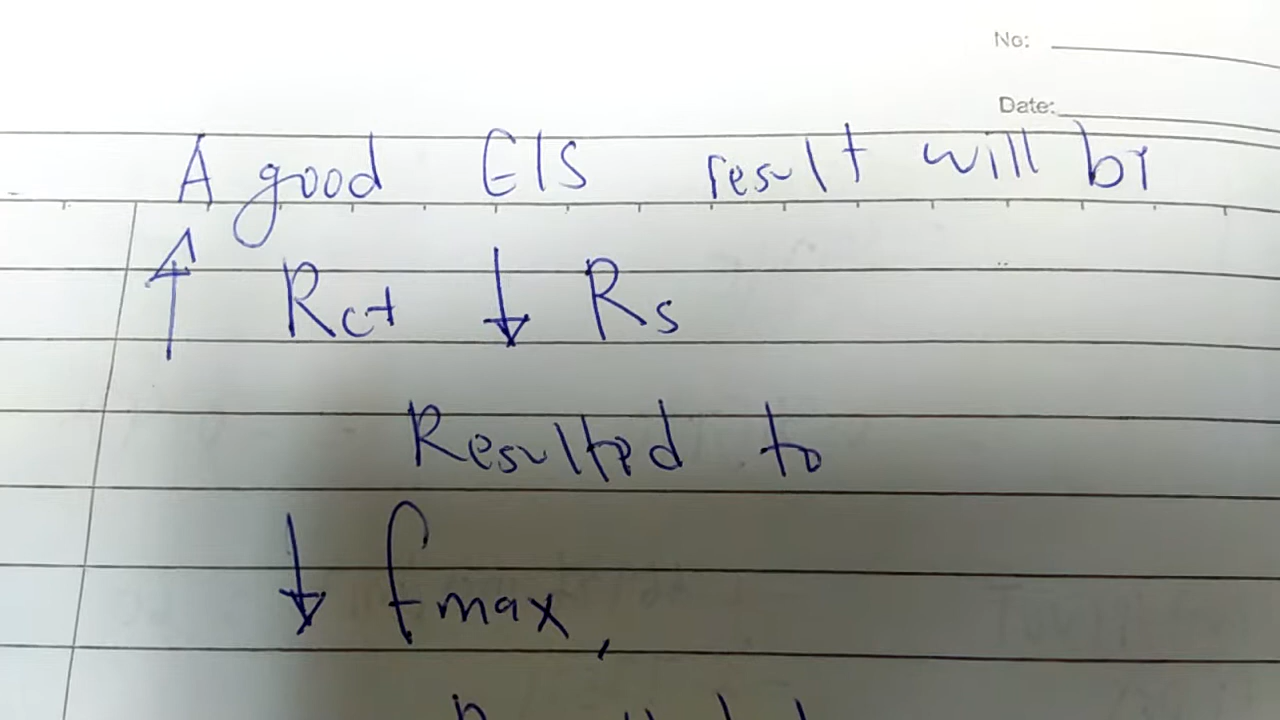 No:
Date:
A good EIS result will be
↑ Rct ↓ Rs
Resulted to
↓ fmax,